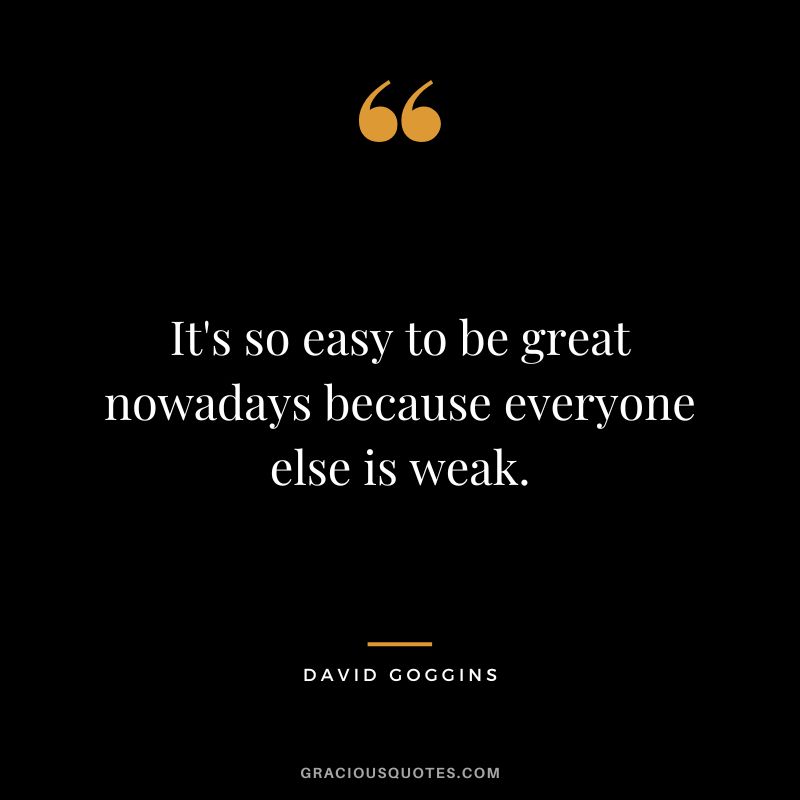 ❝
It's so easy to be great
nowadays because everyone
else is weak.
DAVID GOGGINS
GRACIOUSQUOTES.COM